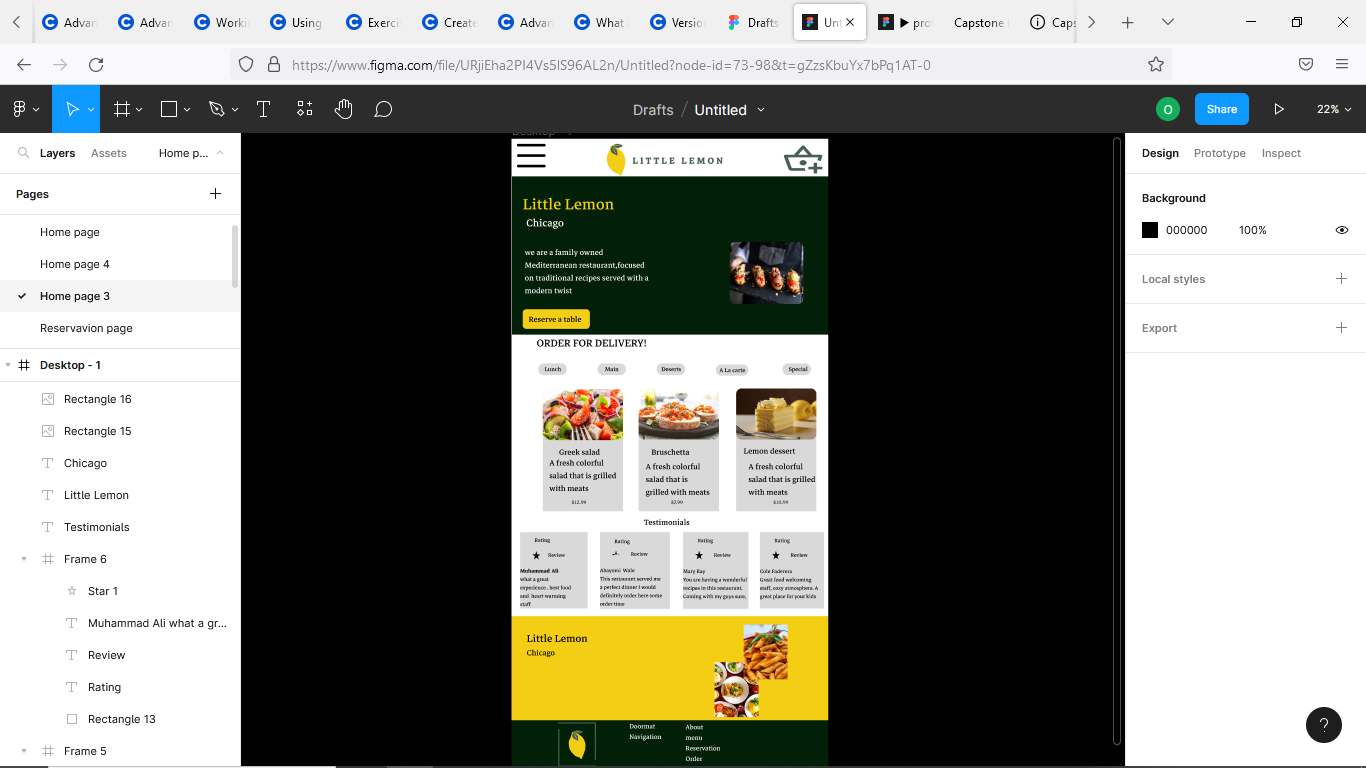 Advan
Advan
Workin
Using
Exercis
Create
Advan
What
Version
Drafts
Unt
▶ prot
Capstone
Caps
https://www.figma.com/file/URJiEha2PI4Vs5lS96AL2n/Untitled?node-id=73-98&t=gZzsKbuYx7bPq1AT-0
Drafts / Untitled
O
Share
22%
Layers
Assets
Home p...
Pages
Home page
Home page 4
Home page 3
Reservavion page
Desktop - 1
Rectangle 16
Rectangle 15
Chicago
Little Lemon
Testimonials
Frame 6
Star 1
Muhammad Ali what a gr...
Review
Rating
Rectangle 13
Frame 5
Desktop - 1
LITTLE LEMON
Little Lemon
Chicago
we are a family owned
Mediterranean restaurant,focused
on traditional recipes served with a
modern twist
Reserve a table
ORDER FOR DELIVERY!
Lunch
Main
Deserts
A La carte
Special
Greek salad
A fresh colorful
salad that is grilled
with meats
$12.99
Bruschetta
A fresh colorful
salad that is
grilled with meats
$7.99
Lemon dessert
A fresh colorful
salad that is grilled
with meats
$10.99
Testimonials
Rating
Review
Muhammad Ali
what a great
experience . best food
and heart warming
staff
Rating
Review
Abayomi Wale
This restaurant served me
a perfect dinner I would
definitely order here some
order time
Rating
Review
Mary Kay
You are having a wonderful
recipes in this restaurant.
Coming with my guys sure,
Rating
Review
Cole Faderera
Great food welcoming
staff, cozy atmosphere. A
great place for your kids
Little Lemon
Chicago
Doormat
Navigation
About
menu
Reservation
Order
Design
Prototype
Inspect
Background
000000
100%
Local styles
Export
?